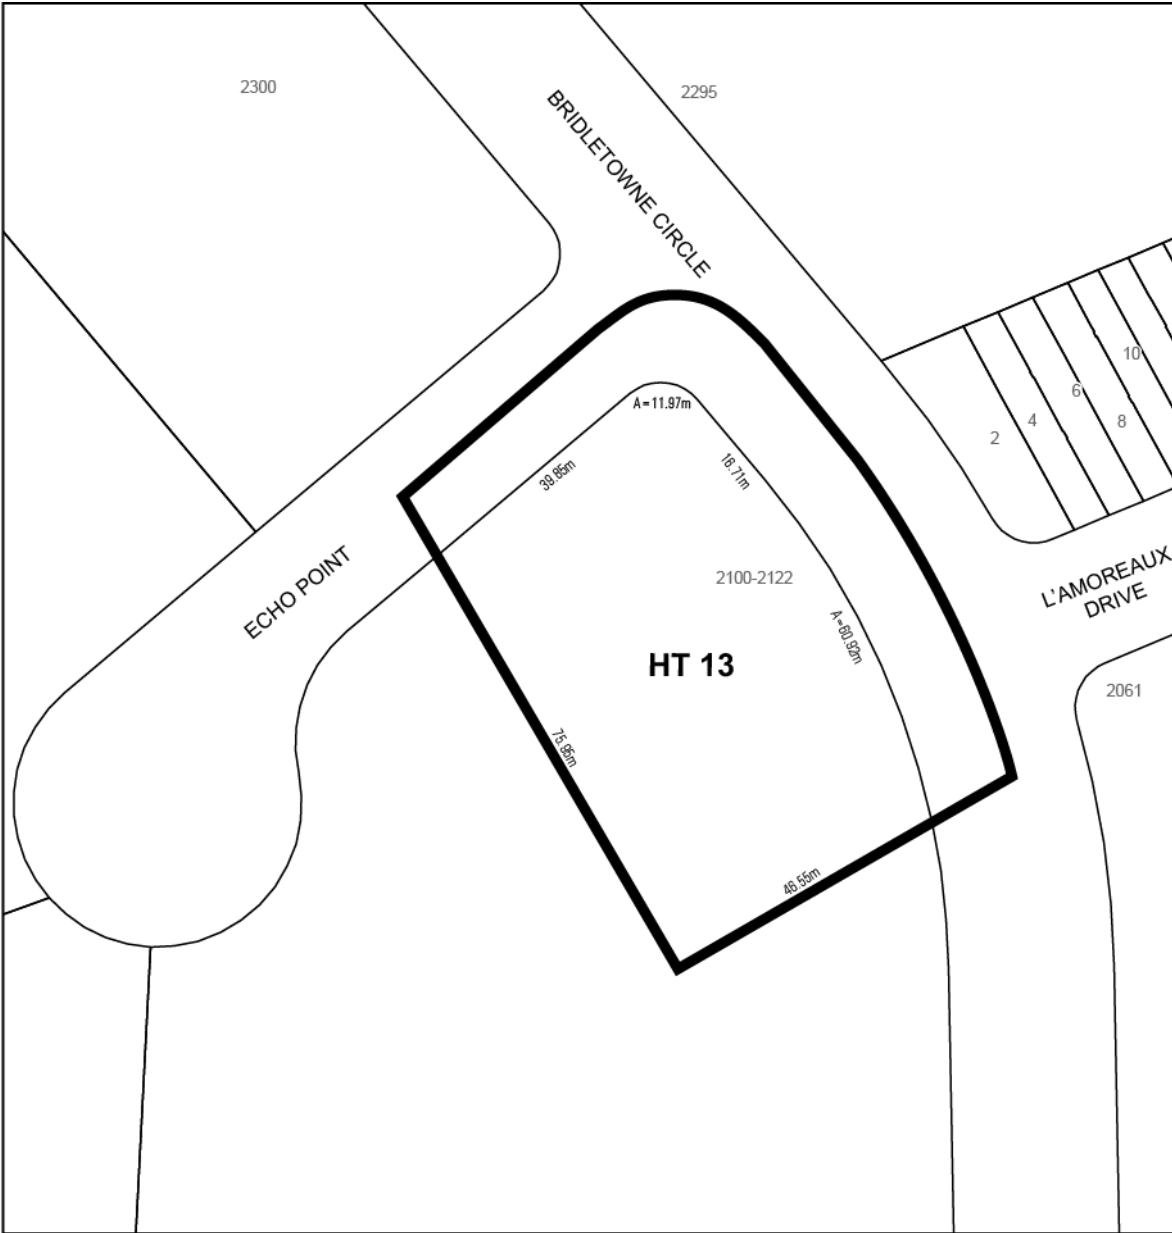 2300
2295
BRIDLETOWNE CIRCLE
10
6
4
8
2
A=11.97m
39.85m
16.71m
ECHO POINT
2100-2122
L'AMOREAUX
DRIVE
A=60.92m
HT 13
2061
75.95m
46.55m